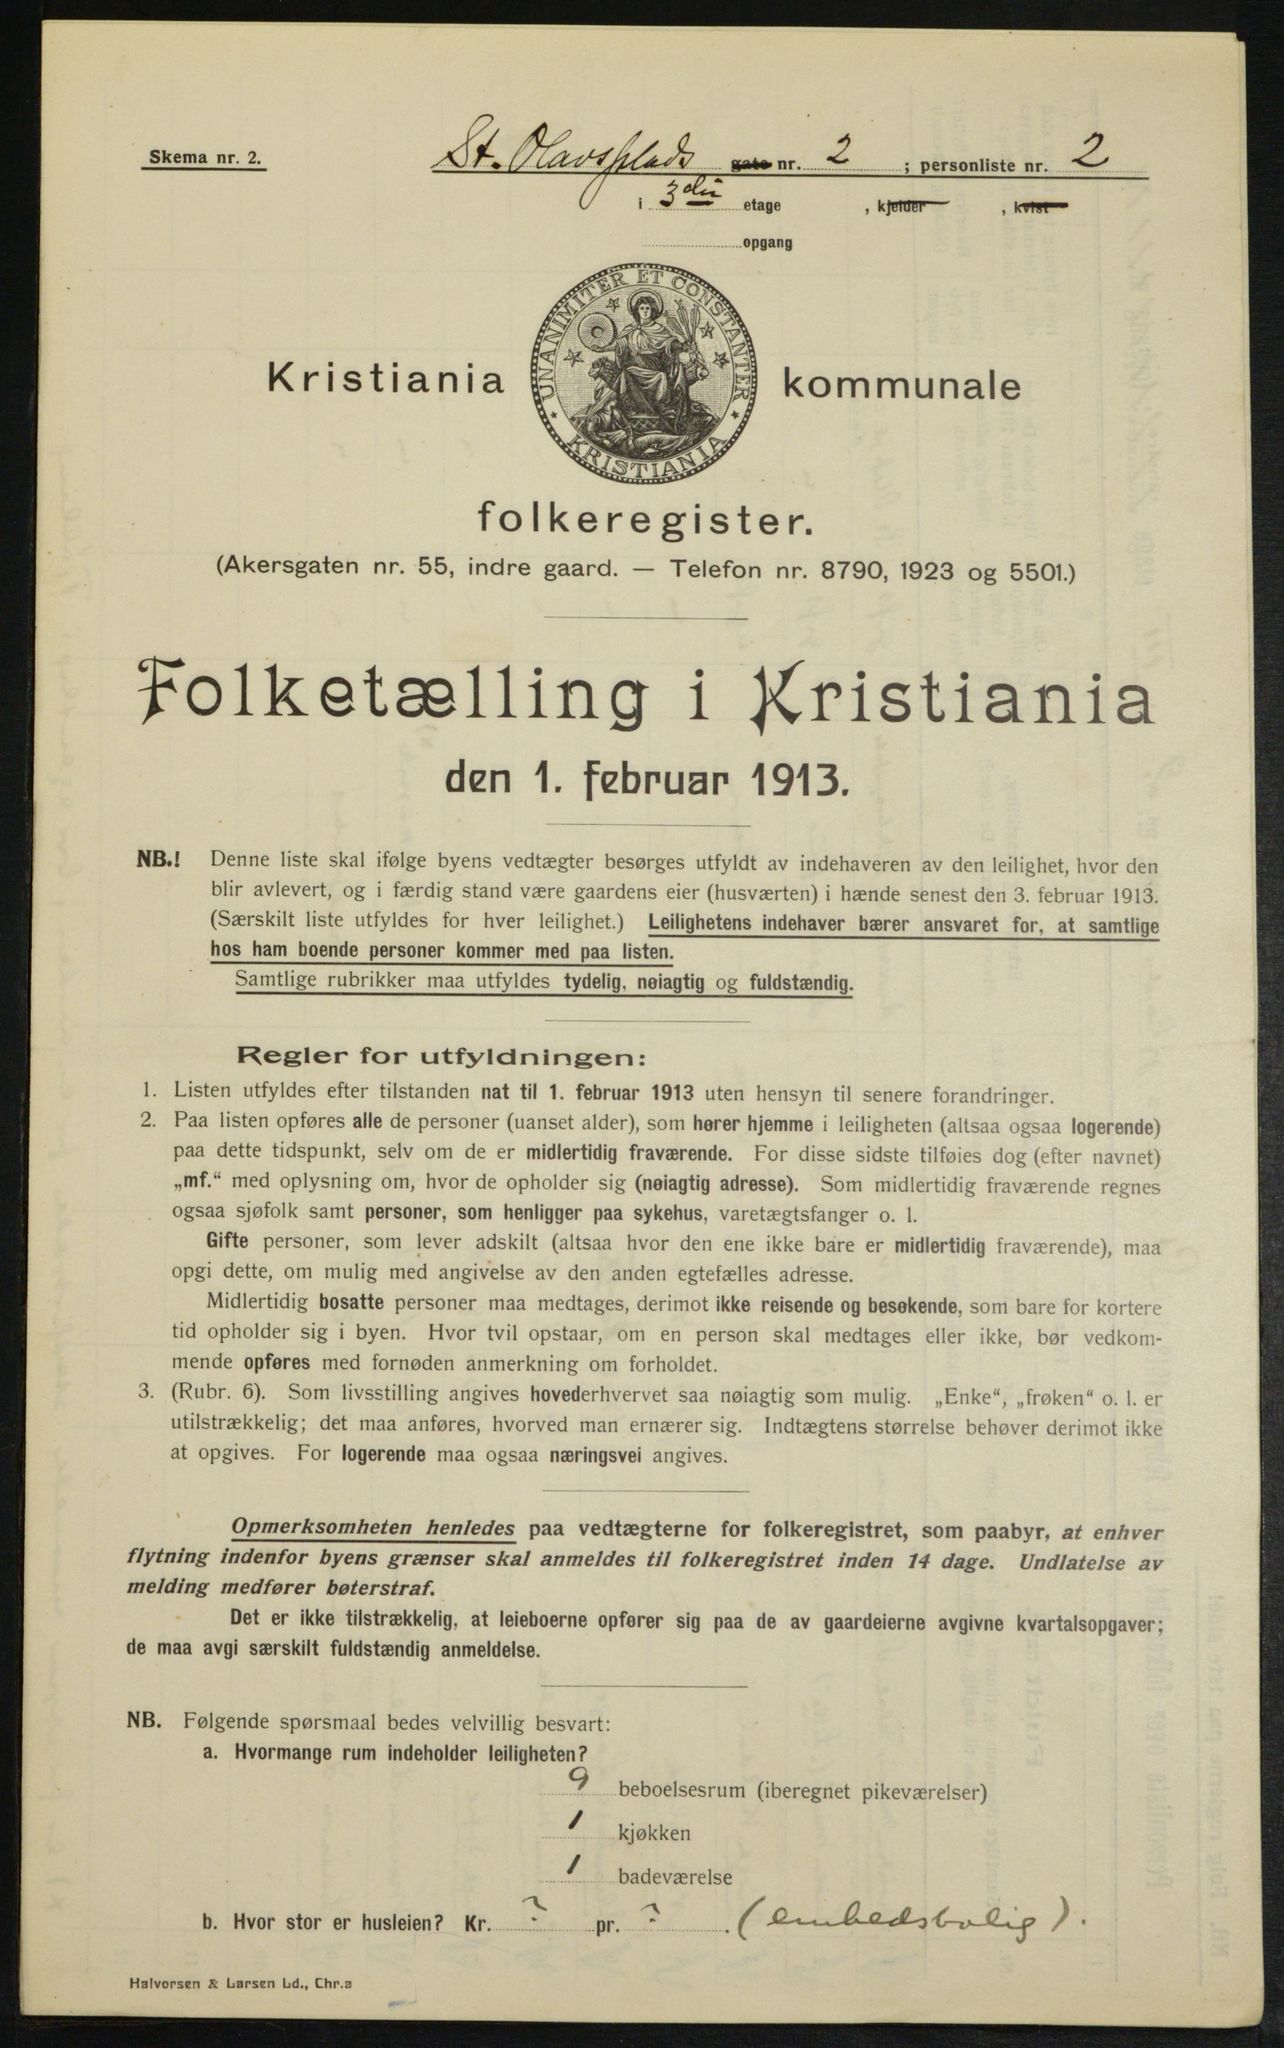 Skema nr. 2.
St. Olavsplads gate nr. 2 ; personliste nr. 2
i 3die etage , kjelder , kvist
opgang
UNANIMITER ET CONSTANTER
KRISTIANIA
Kristiania kommunale
folkeregister.
(Akersgaten nr. 55, indre gaard. — Telefon nr. 8790, 1923 og 5501.)
Folketælling i Kristiania
den 1. februar 1913.
NB.! Denne liste skal ifølge byens vedtægter besørges utfyldt av indehaveren av den leilighet, hvor den
blir avlevert, og i færdig stand være gaardens eier (husværten) i hænde senest den 3. februar 1913.
(Særskilt liste utfyldes for hver leilighet.) Leilighetens indehaver bærer ansvaret for, at samtlige
hos ham boende personer kommer med paa listen.
Samtlige rubrikker maa utfyldes tydelig, nøiagtig og fuldstændig.
Regler for utfyldningen:
1. Listen utfyldes efter tilstanden nat til 1. februar 1913 uten hensyn til senere forandringer.
2. Paa listen opføres alle de personer (uanset alder), som hører hjemme i leiligheten (altsaa ogsaa logerende)
paa dette tidspunkt, selv om de er midlertidig fraværende. For disse sidste tilføies dog (efter navnet)
„mf.“ med oplysning om, hvor de opholder sig (nøiagtig adresse). Som midlertidig fraværende regnes
ogsaa sjøfolk samt personer, som henligger paa sykehus, varetægtsfanger o. l.
Gifte personer, som lever adskilt (altsaa hvor den ene ikke bare er midlertidig fraværende), maa
opgi dette, om mulig med angivelse av den anden egtefælles adresse.
Midlertidig bosatte personer maa medtages, derimot ikke reisende og besøkende, som bare for kortere
tid opholder sig i byen. Hvor tvil opstaar, om en person skal medtages eller ikke, bør vedkom-
mende opføres med fornøden anmerkning om forholdet.
3. (Rubr. 6). Som livsstilling angives hovederhvervet saa nøiagtig som mulig. „Enke“, „frøken“ o. l. er
utilstrækkelig; det maa anføres, hvorved man ernærer sig. Indtægtens størrelse behøver derimot ikke
at opgives. For logerende maa ogsaa næringsvei angives.
Opmerksomheten henledes paa vedtægterne for folkeregistret, som paabyr, at enhver
flytning indenfor byens grænser skal anmeldes til folkeregistret inden 14 dage. Undlatelse av
melding medfører bøterstraf.
Det er ikke tilstrækkelig, at leieboerne opfører sig paa de av gaardeierne avgivne kvartalsopgaver;
de maa avgi særskilt fuldstændig anmeldelse.
NB. Følgende spørsmaal bedes velvillig besvart:
a. Hvormange rum indeholder leiligheten?
9 beboelsesrum (iberegnet pikeværelser)
1 kjøkken
1 badeværelse
b. Hvor stor er husleien? Kr. ? pr. ? . (embedsbolig).
Halvorsen & Larsen Ld., Chr.a